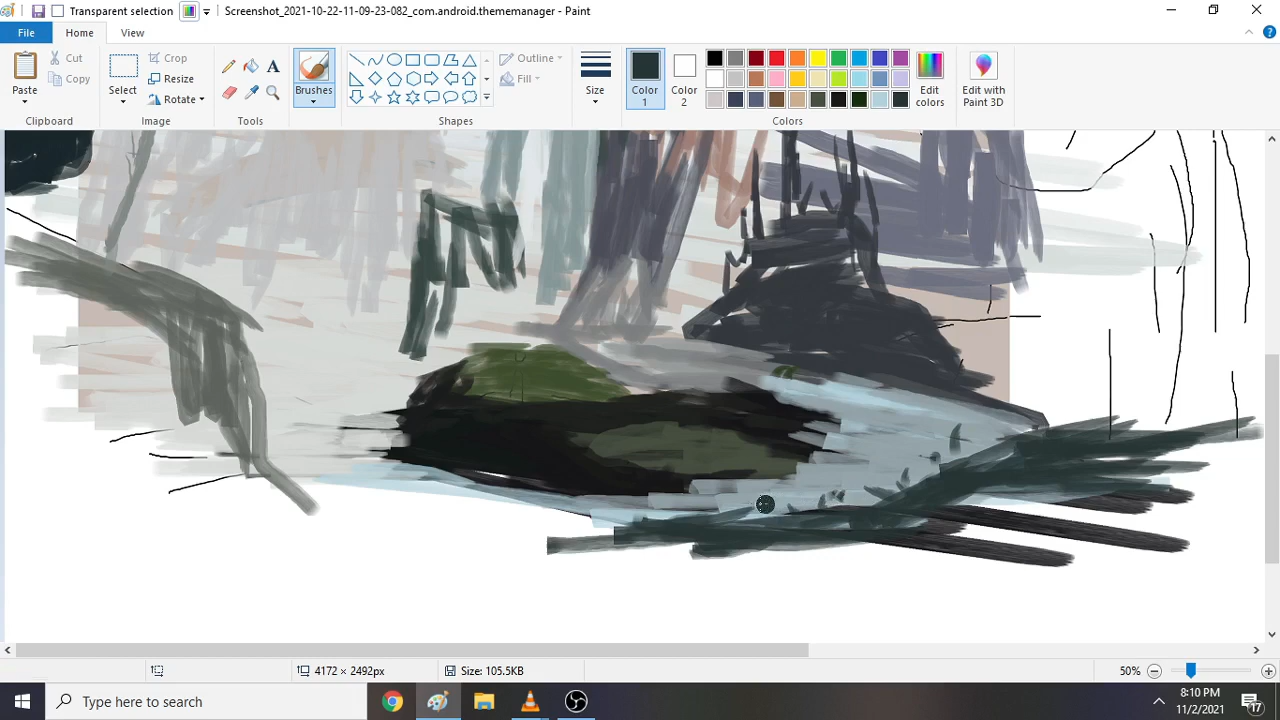 Transparent selection
Screenshot_2021-10-22-11-09-23-082_com.android.thememanager - Paint
File
Home
View
Paste
Cut
Copy
Clipboard
Select
Crop
Resize
Rotate
Image
A
Tools
Brushes
Outline
Fill
Shapes
Size
Color
1
Color
2
Edit
colors
Colors
Edit with
Paint 3D
4172 × 2492px
Size: 105.5KB
50%
Type here to search
8:10 PM
11/2/2021
17